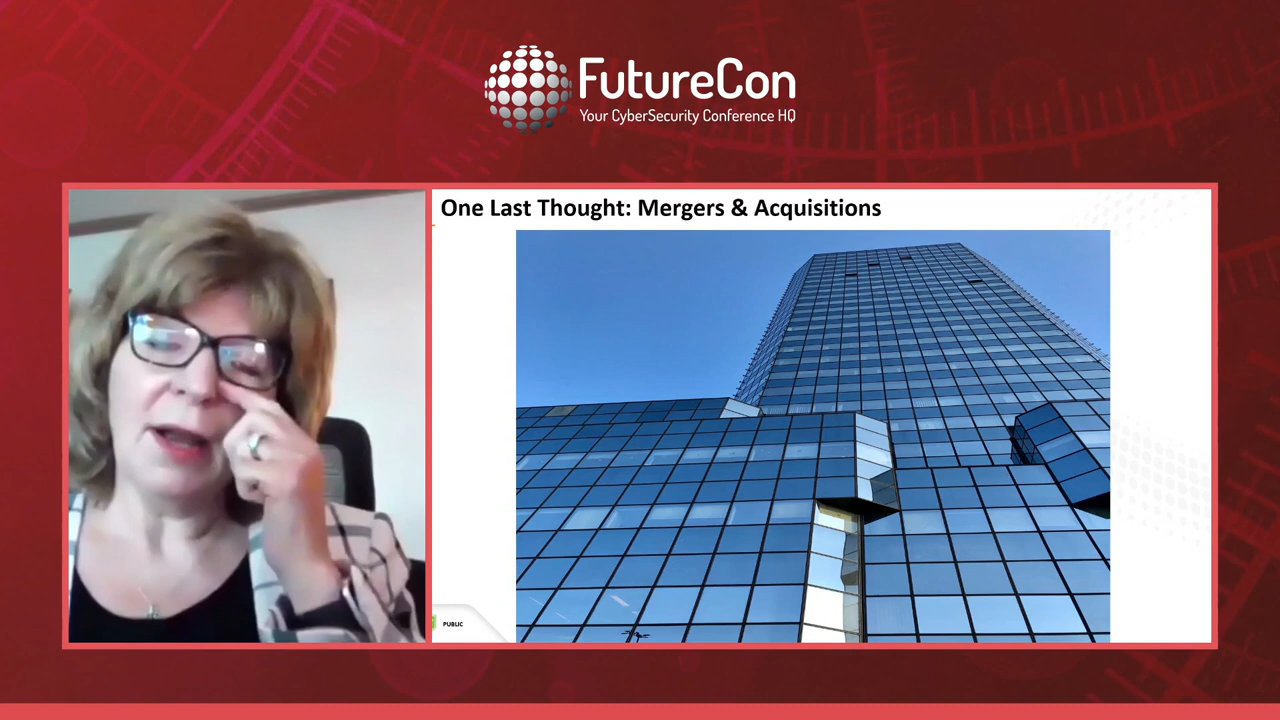 FutureCon
Your CyberSecurity Conference HQ
One Last Thought: Mergers & Acquisitions
PUBLIC